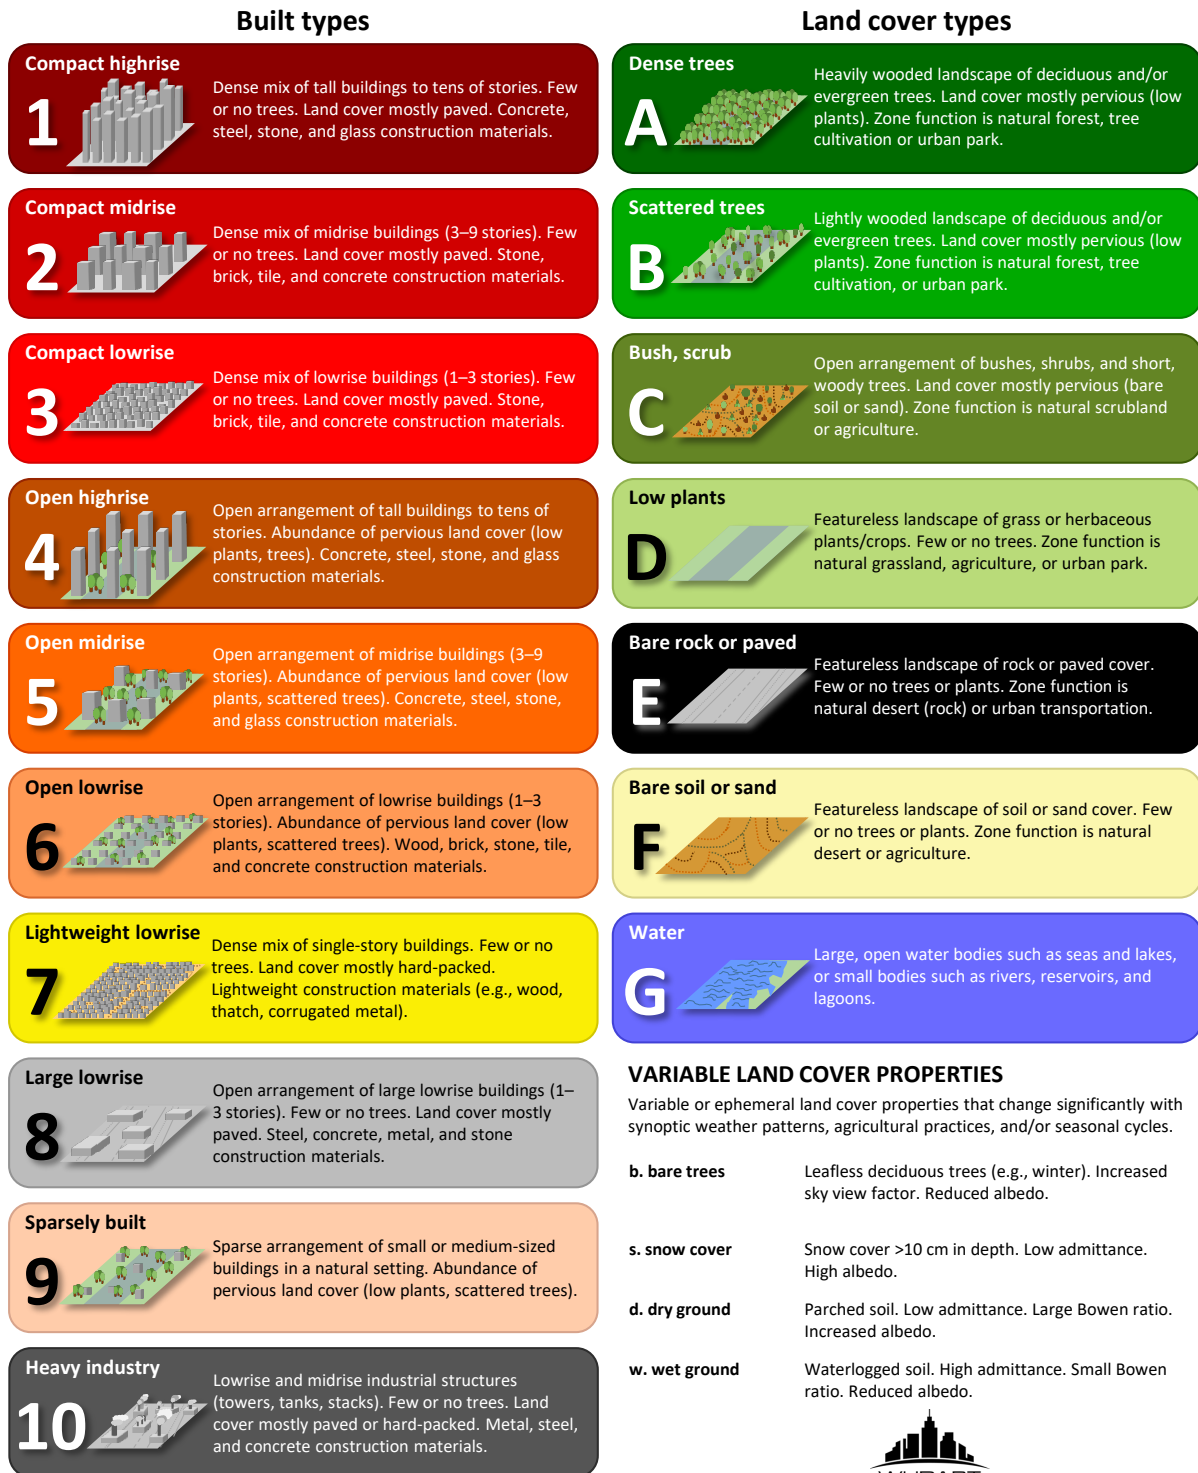 Built types
Compact highrise
1
Dense mix of tall buildings to tens of stories. Few
or no trees. Land cover mostly paved. Concrete,
steel, stone, and glass construction materials.
Compact midrise
2
Dense mix of midrise buildings (3–9 stories). Few
or no trees. Land cover mostly paved. Stone,
brick, tile, and concrete construction materials.
Compact lowrise
3
Dense mix of lowrise buildings (1–3 stories). Few
or no trees. Land cover mostly paved. Stone,
brick, tile, and concrete construction materials.
Open highrise
4
Open arrangement of tall buildings to tens of
stories. Abundance of pervious land cover (low
plants, trees). Concrete, steel, stone, and glass
construction materials.
Open midrise
5
Open arrangement of midrise buildings (3–9
stories). Abundance of pervious land cover (low
plants, scattered trees). Concrete, steel, stone,
and glass construction materials.
Open lowrise
6
Open arrangement of lowrise buildings (1–3
stories). Abundance of pervious land cover (low
plants, scattered trees). Wood, brick, stone, tile,
and concrete construction materials.
Lightweight lowrise
7
Dense mix of single-story buildings. Few or no
trees. Land cover mostly hard-packed.
Lightweight construction materials (e.g., wood,
thatch, corrugated metal).
Large lowrise
8
Open arrangement of large lowrise buildings (1–
3 stories). Few or no trees. Land cover mostly
paved. Steel, concrete, metal, and stone
construction materials.
Sparsely built
9
Sparse arrangement of small or medium-sized
buildings in a natural setting. Abundance of
pervious land cover (low plants, scattered trees).
Heavy industry
10
Lowrise and midrise industrial structures
(towers, tanks, stacks). Few or no trees. Land
cover mostly paved or hard-packed. Metal, steel,
and concrete construction materials.
Land cover types
Dense trees
A
Heavily wooded landscape of deciduous and/or
evergreen trees. Land cover mostly pervious (low
plants). Zone function is natural forest, tree
cultivation or urban park.
Scattered trees
B
Lightly wooded landscape of deciduous and/or
evergreen trees. Land cover mostly pervious (low
plants). Zone function is natural forest, tree
cultivation, or urban park.
Bush, scrub
C
Open arrangement of bushes, shrubs, and short,
woody trees. Land cover mostly pervious (bare
soil or sand). Zone function is natural scrubland
or agriculture.
Low plants
D
Featureless landscape of grass or herbaceous
plants/crops. Few or no trees. Zone function is
natural grassland, agriculture, or urban park.
Bare rock or paved
E
Featureless landscape of rock or paved cover.
Few or no trees or plants. Zone function is
natural desert (rock) or urban transportation.
Bare soil or sand
F
Featureless landscape of soil or sand cover. Few
or no trees or plants. Zone function is natural
desert or agriculture.
Water
G
Large, open water bodies such as seas and lakes,
or small bodies such as rivers, reservoirs, and
lagoons.
VARIABLE LAND COVER PROPERTIES
Variable or ephemeral land cover properties that change significantly with
synoptic weather patterns, agricultural practices, and/or seasonal cycles.
b. bare trees
Leafless deciduous trees (e.g., winter). Increased
sky view factor. Reduced albedo.
s. snow cover
Snow cover >10 cm in depth. Low admittance.
High albedo.
d. dry ground
Parched soil. Low admittance. Large Bowen ratio.
Increased albedo.
w. wet ground
Waterlogged soil. High admittance. Small Bowen
ratio. Reduced albedo.